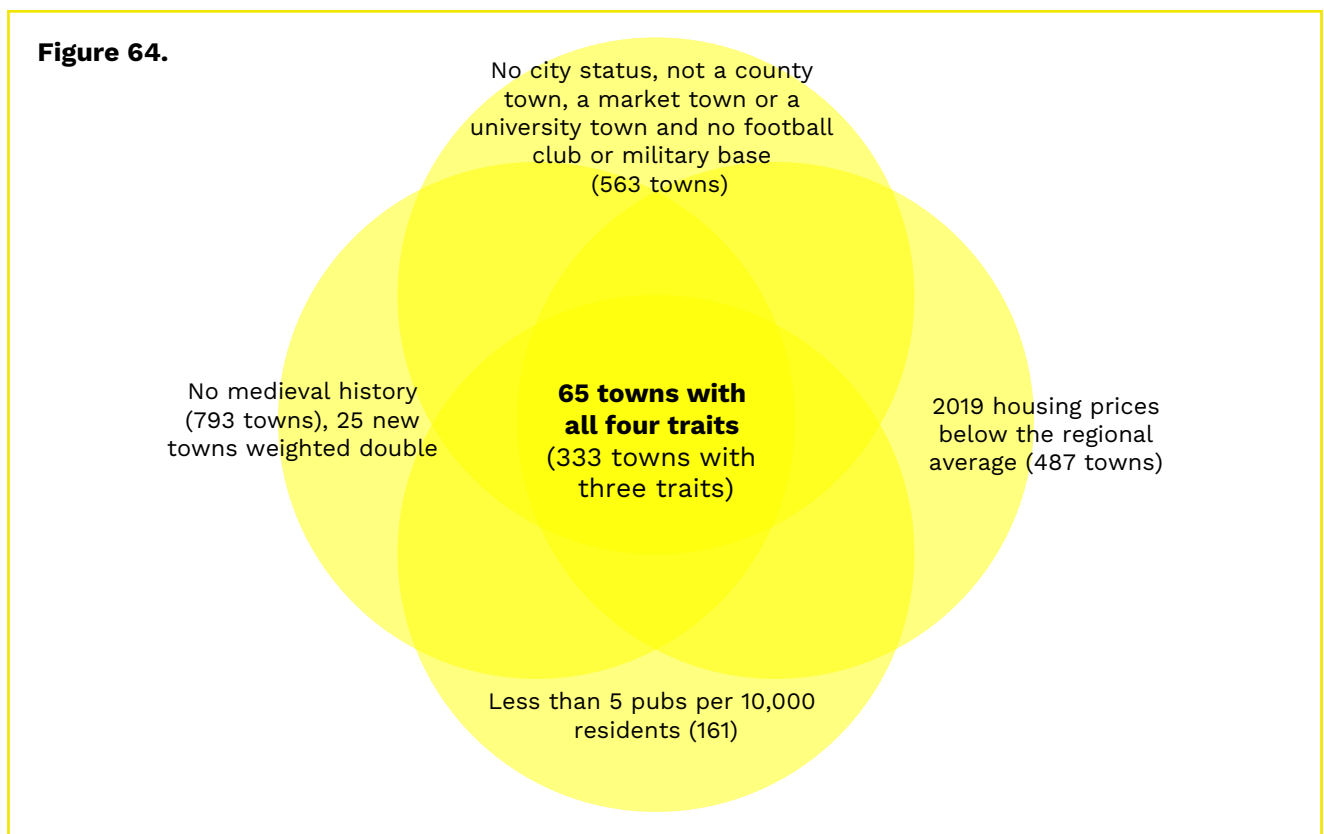 Figure 64.
No city status, not a county
town, a market town or a
university town and no football
club or military base
(563 towns)
No medieval history
(793 towns), 25 new
towns weighted double
65 towns with
all four traits
(333 towns with
three traits)
2019 housing prices
below the regional
average (487 towns)
Less than 5 pubs per 10,000
residents (161)